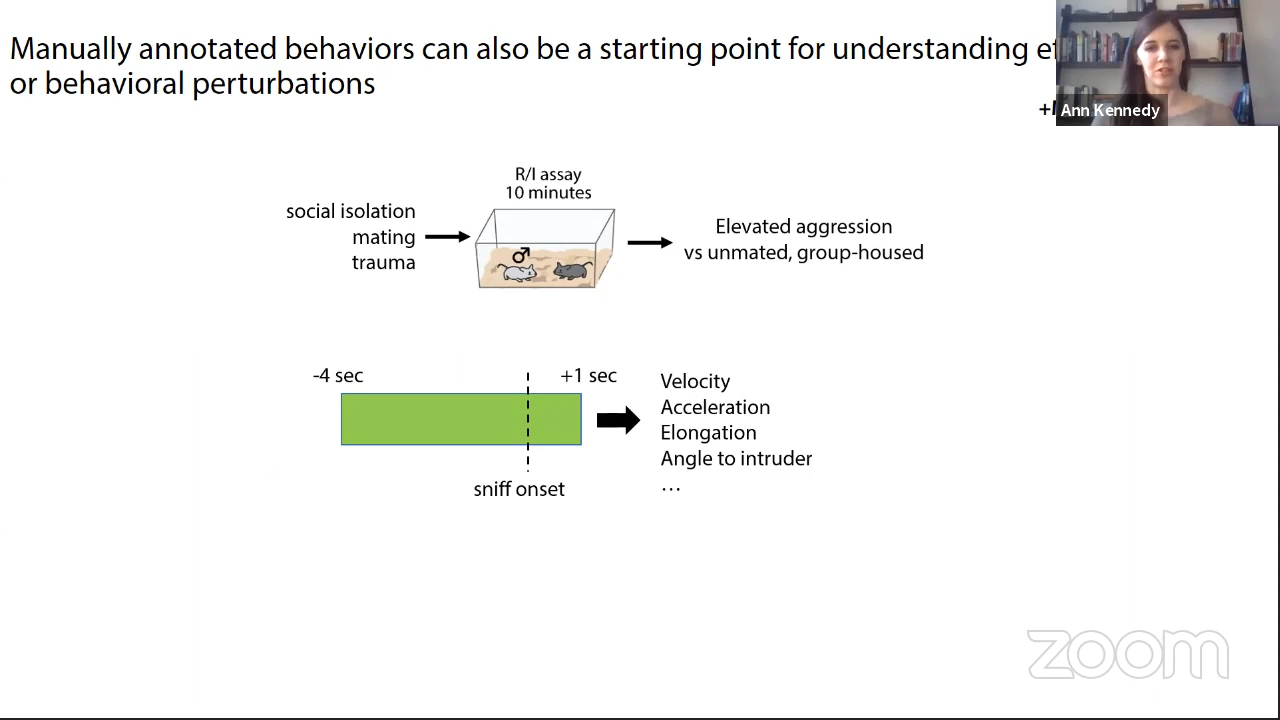 Manually annotated behaviors can also be a starting point for understanding
or behavioral perturbations
Ann Kennedy
R/I assay
10 minutes
social isolation
mating
trauma
♂
Elevated aggression
vs unmated, group-housed
-4 sec
+1 sec
sniff onset
Velocity
Acceleration
Elongation
Angle to intruder
...
zoom